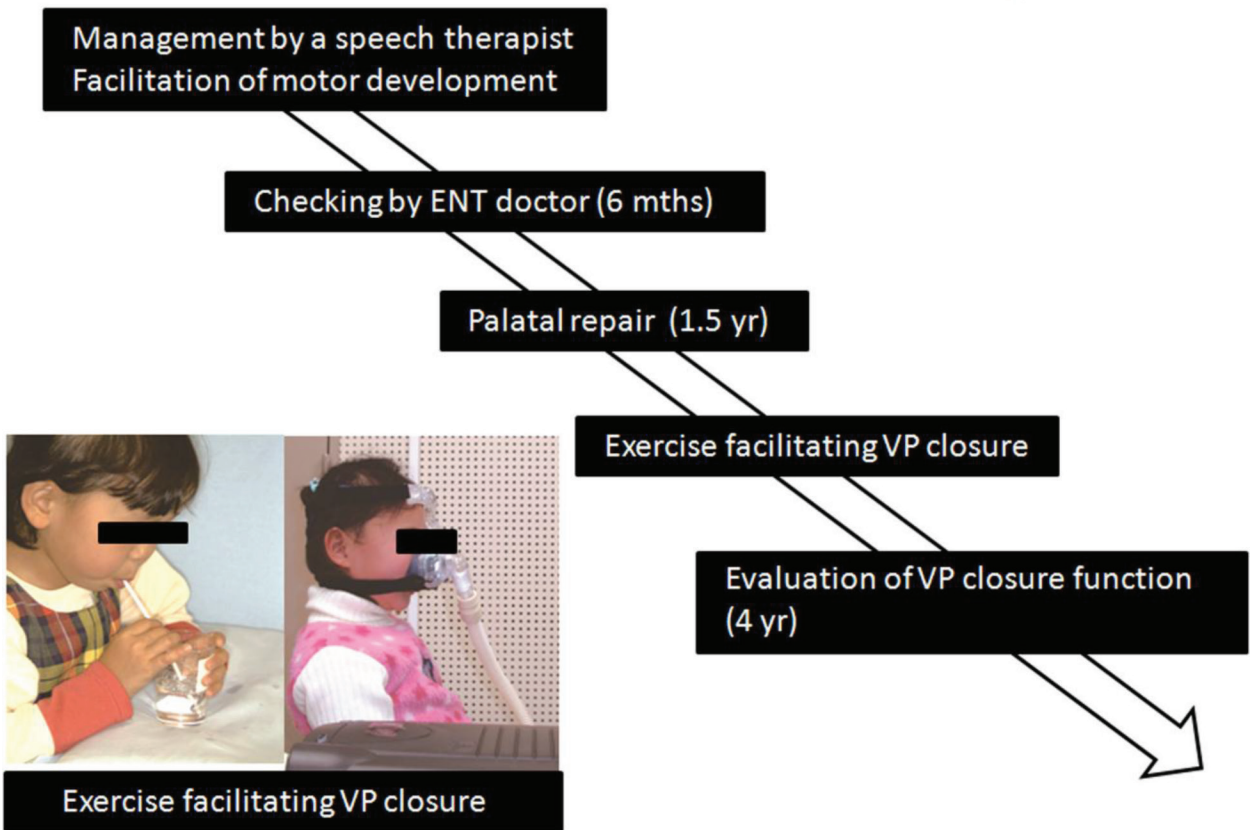 Management by a speech therapist
Facilitation of motor development
Checking by ENT doctor (6 mths)
Palatal repair (1.5 yr)
Exercise facilitating VP closure
Evaluation of VP closure function
(4 yr)
Exercise facilitating VP closure